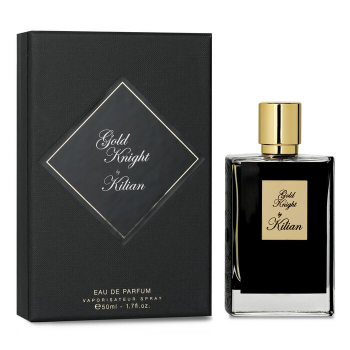 Gold
Knight
by
Kilian
EAU DE PARFUM
VAPORISATEUR SPRAY
℮50ml - 1.7fl.oz.
Gold
Knight
by
Kilian